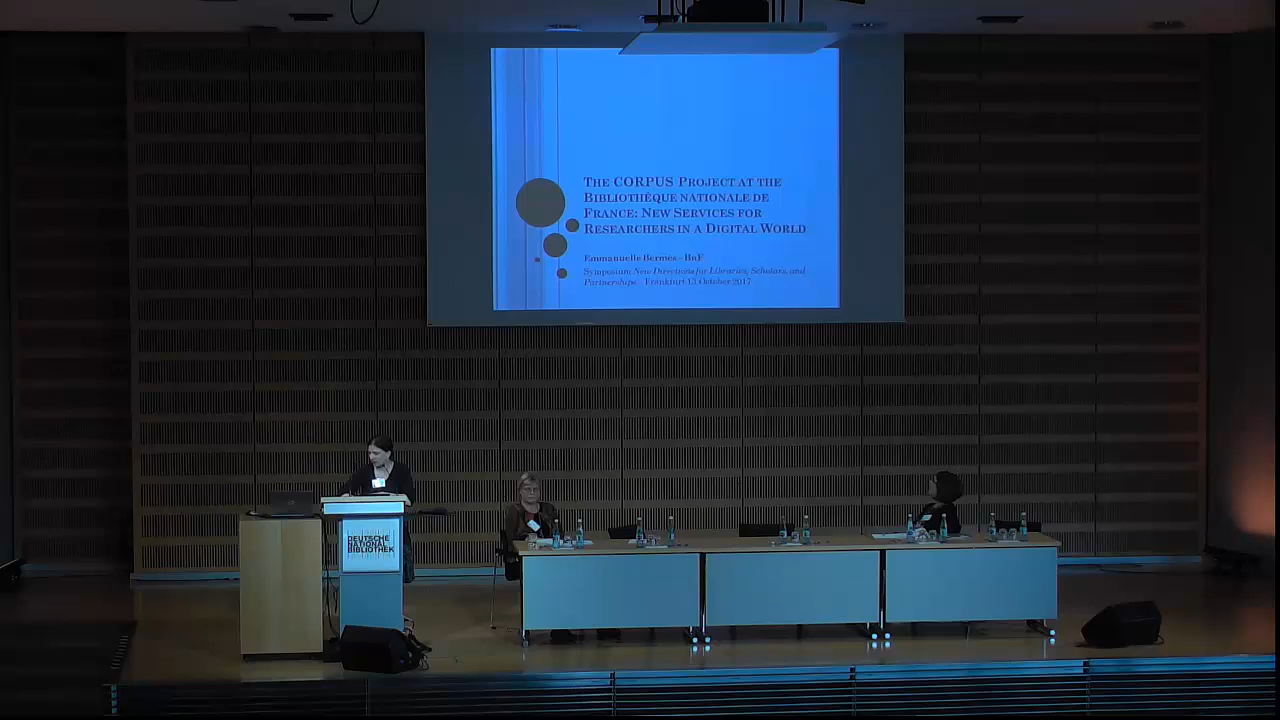 THE CORPUS PROJECT AT THE
BIBLIOTHÈQUE NATIONALE DE
FRANCE: NEW SERVICES FOR
RESEARCHERS IN A DIGITAL WORLD
Emmanuelle Bermès - BnF
Symposium New Directions for Libraries, Scholars, and
Partnerships - Frankfurt 13 October 2017
DEUTSCHE
NATIONAL
BIBLIOTHEK